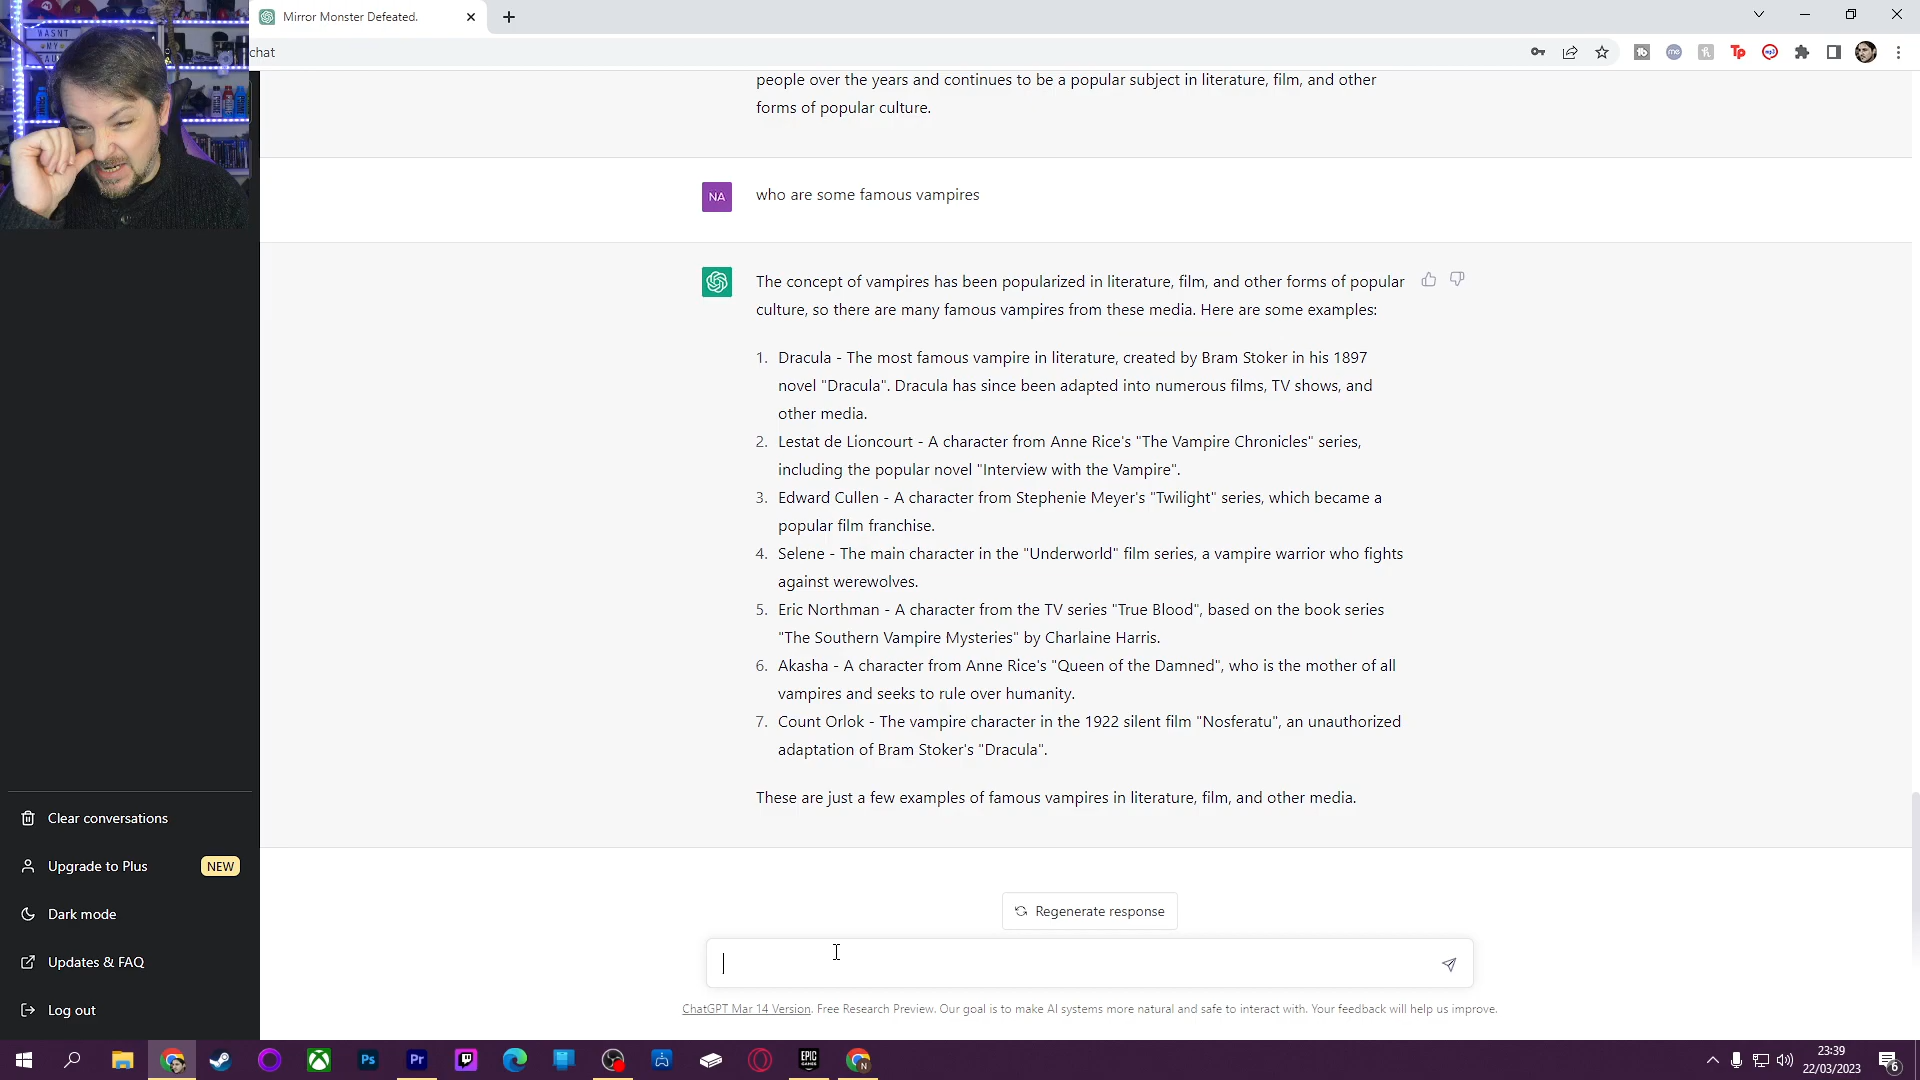 WASNT
MY
FAU
Mirror Monster Defeated.
chat
people over the years and continues to be a popular subject in literature, film, and other
forms of popular culture.
NA
who are some famous vampires
The concept of vampires has been popularized in literature, film, and other forms of popular
culture, so there are many famous vampires from these media. Here are some examples:
1. Dracula - The most famous vampire in literature, created by Bram Stoker in his 1897
novel "Dracula". Dracula has since been adapted into numerous films, TV shows, and
other media.
2. Lestat de Lioncourt - A character from Anne Rice's "The Vampire Chronicles" series,
including the popular novel "Interview with the Vampire".
3. Edward Cullen - A character from Stephenie Meyer's "Twilight" series, which became a
popular film franchise.
4. Selene - The main character in the "Underworld" film series, a vampire warrior who fights
against werewolves.
5. Eric Northman - A character from the TV series "True Blood", based on the book series
"The Southern Vampire Mysteries" by Charlaine Harris.
6. Akasha - A character from Anne Rice's "Queen of the Damned", who is the mother of all
vampires and seeks to rule over humanity.
7. Count Orlok - The vampire character in the 1922 silent film "Nosferatu", an unauthorized
adaptation of Bram Stoker's "Dracula".
These are just a few examples of famous vampires in literature, film, and other media.
Clear conversations
Upgrade to Plus NEW
Dark mode
Updates & FAQ
Log out
Regenerate response
ChatGPT Mar 14 Version. Free Research Preview. Our goal is to make AI systems more natural and safe to interact with. Your feedback will help us improve.
Ps
Pr
EPIC
GAMES
N
23:39
22/03/2023
6